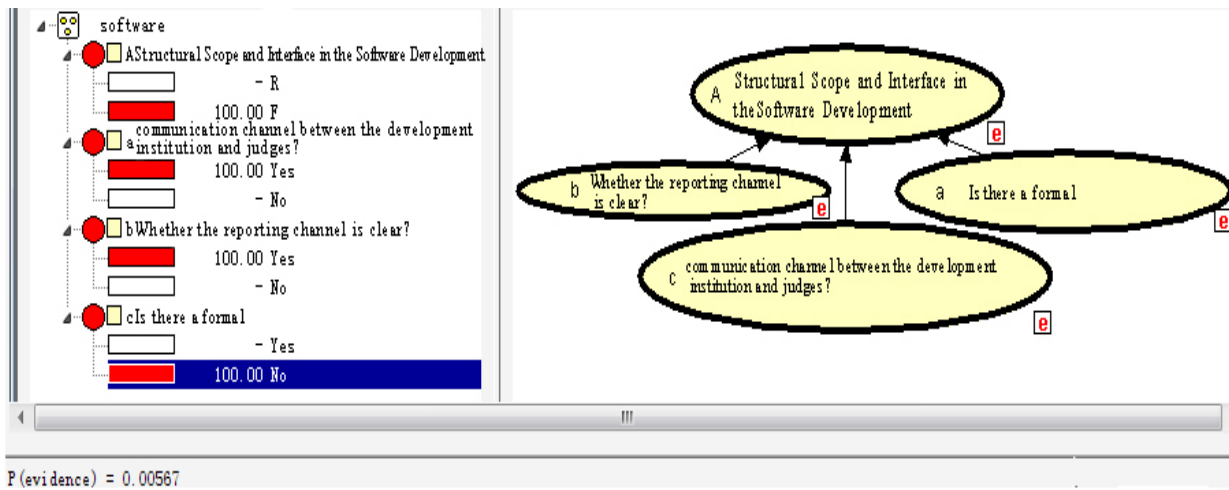 software
AStructural Scope and Interface in the Software Development
- R
100.00 F
communication channel between the development
a institution and judges?
100.00 Yes
- No
bWhether the reporting channel is clear?
100.00 Yes
- No
cIs there a formal
- Yes
100.00 No
A Structural Scope and Interface in
the Software Development
e
b Whether the reporting channel
is clear?
e
a Is there a formal
e
c communication channel between the development
institution and judges?
e
P(evidence) = 0.00567